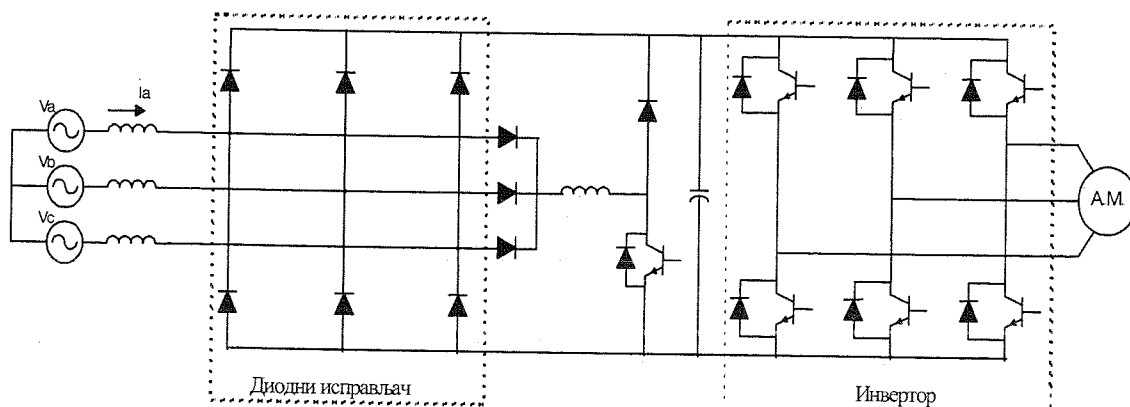 Va
Ia
Vb
Vc
А.М.
Диодни исправљач
Инвертор